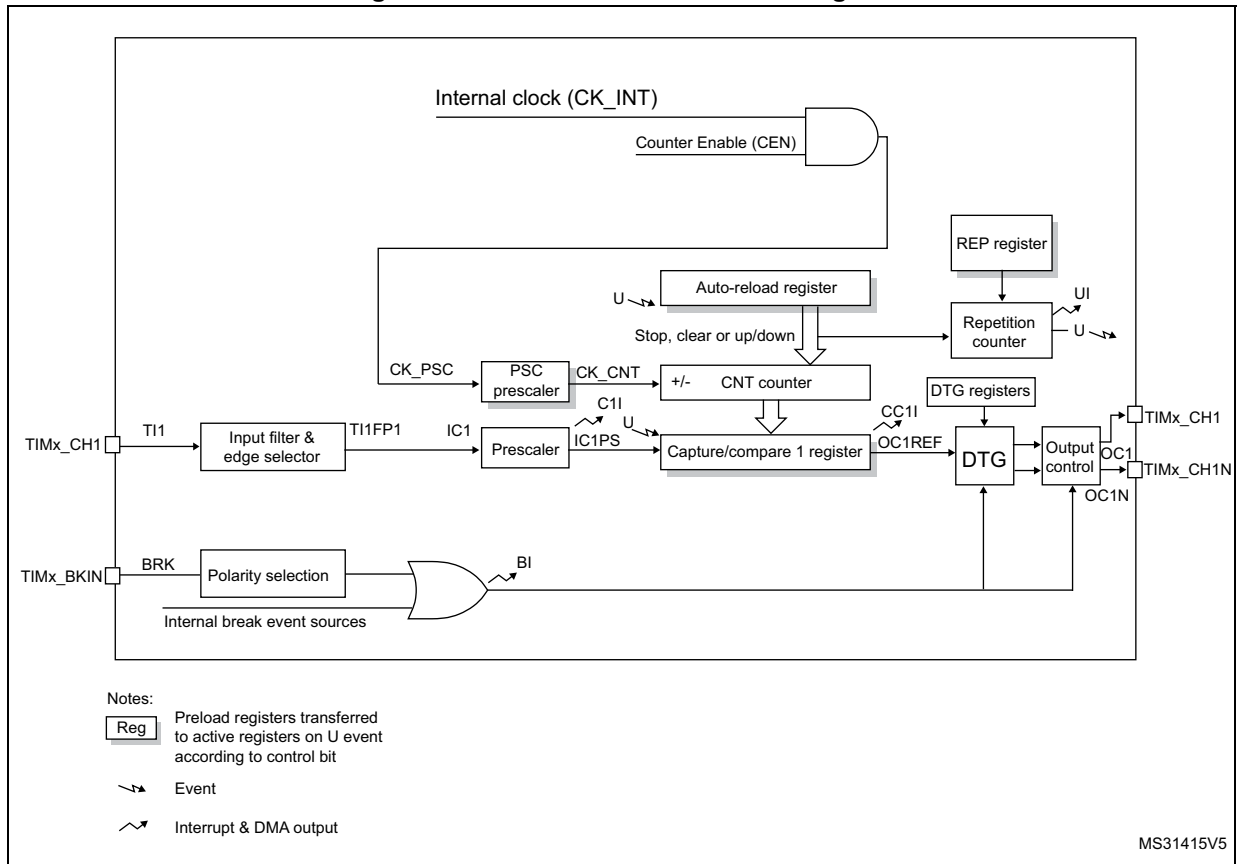 Internal clock (CK_INT)
Counter Enable (CEN)
REP register
Auto-reload register
U
UI
Stop, clear or up/down
Repetition
counter
U
CK_PSC
PSC
prescaler
CK_CNT
+/-
CNT counter
DTG registers
TIMx_CH1
TI1
Input filter &
edge selector
TI1FP1
IC1
Prescaler
C1I
IC1PS
U
Capture/compare 1 register
CC1I
OC1REF
DTG
Output
control
OC1
OC1N
TIMx_CH1
TIMx_CH1N
TIMx_BKIN
BRK
Polarity selection
BI
Internal break event sources
Notes:
Reg
Preload registers transferred
to active registers on U event
according to control bit
Event
Interrupt & DMA output
MS31415V5